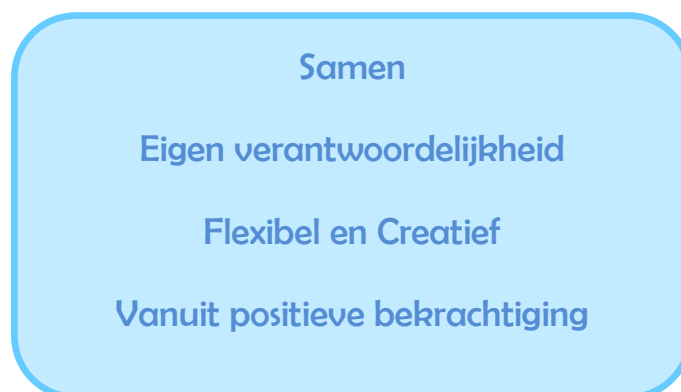 Samen
Eigen verantwoordelijkheid
Flexibel en Creatief
Vanuit positieve bekrachtiging